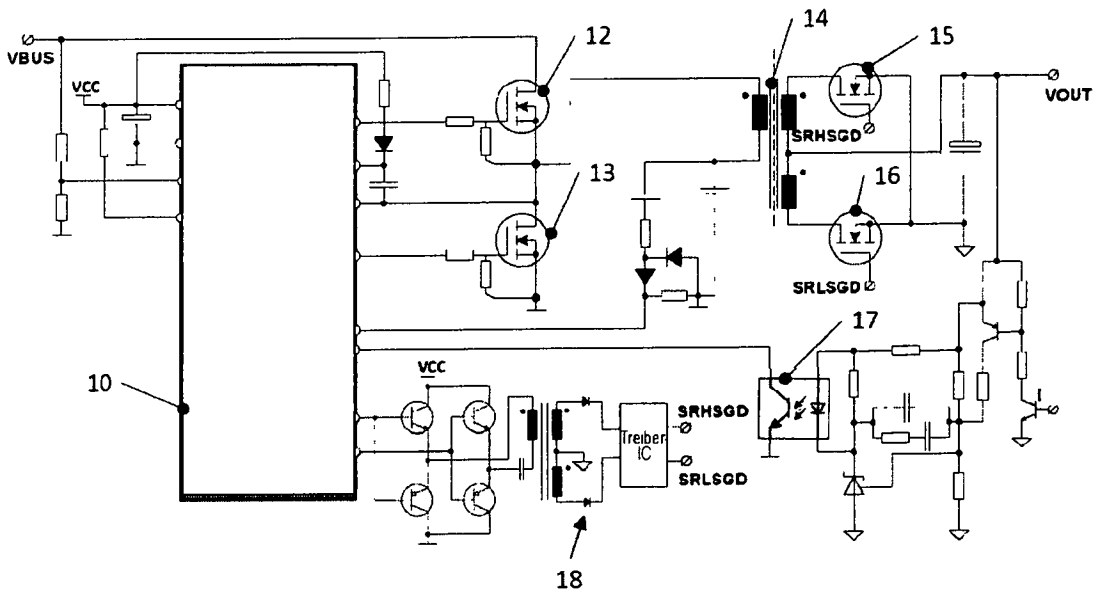 14
12
15
VBUS
VCC
VOUT
SRHSGD
13
16
SRLSGD
17
10
VCC
SRHSGD
Treiber
IC
SRLSGD
18